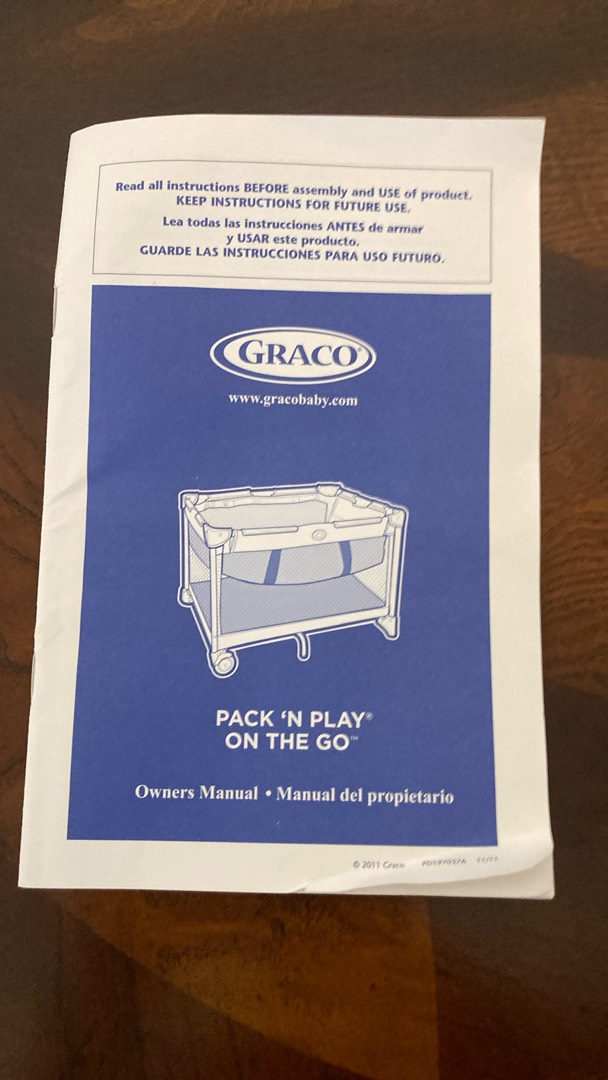 Read all instructions BEFORE assembly and USE of product.
KEEP INSTRUCTIONS FOR FUTURE USE.
Lea todas las instrucciones ANTES de armar
y USAR este producto.
GUARDE LAS INSTRUCCIONES PARA USO FUTURO.
GRACO®
www.gracobaby.com
PACK ‘N PLAY®
ON THE GO™
Owners Manual • Manual del propietario
© 2011 Graco